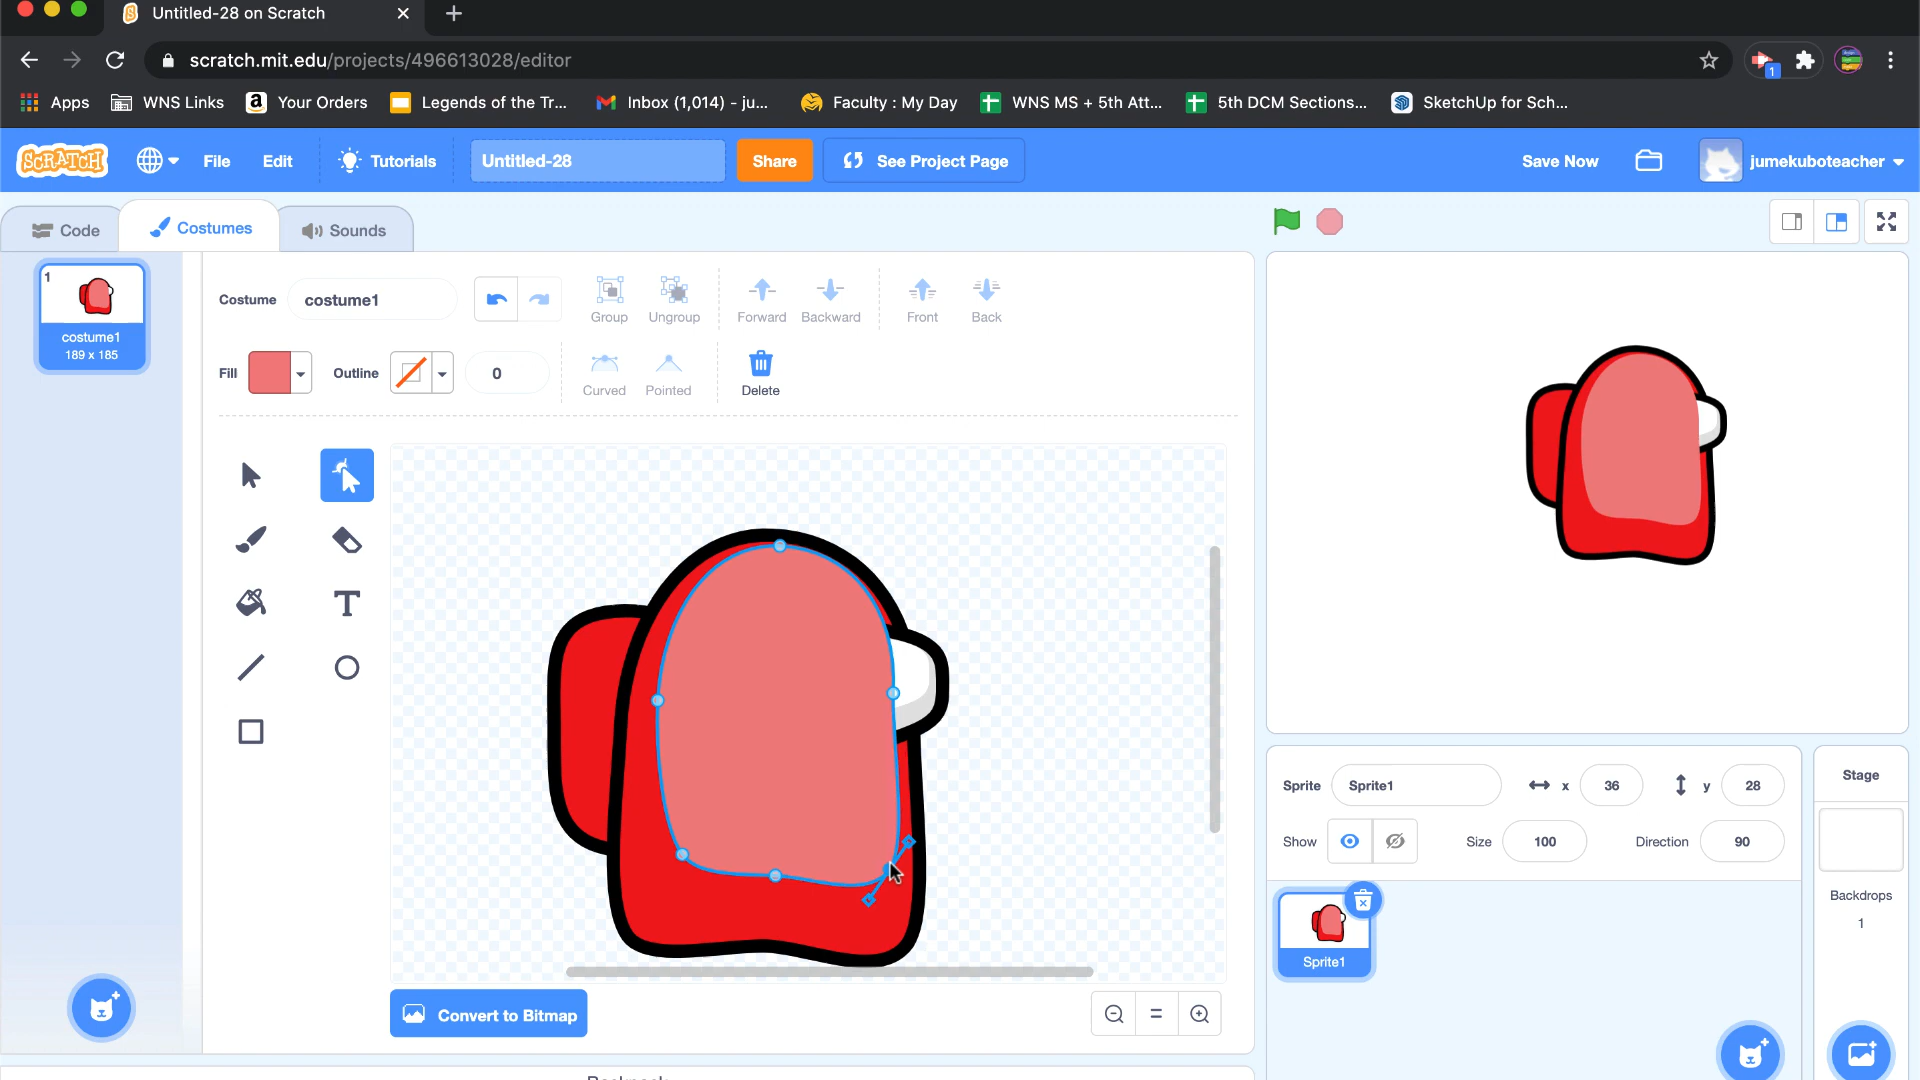 Untitled-28 on Scratch
scratch.mit.edu/projects/496613028/editor
1
Apps WNS Links Your Orders Legends of the Tr... Inbox (1,014) - ju... Faculty : My Day WNS MS + 5th Att... 5th DCM Sections... SketchUp for Sch...
SCRATCH File Edit Tutorials Untitled-28 Share See Project Page Save Now jumekuboteacher
Code Costumes Sounds
1
costume1
189 x 185
Costume costume1 Group Ungroup Forward Backward Front Back
Fill Outline 0 Curved Pointed Delete
Convert to Bitmap
Sprite Sprite1 x 36 y 28
Show Size 100 Direction 90
Sprite1
Stage
Backdrops
1